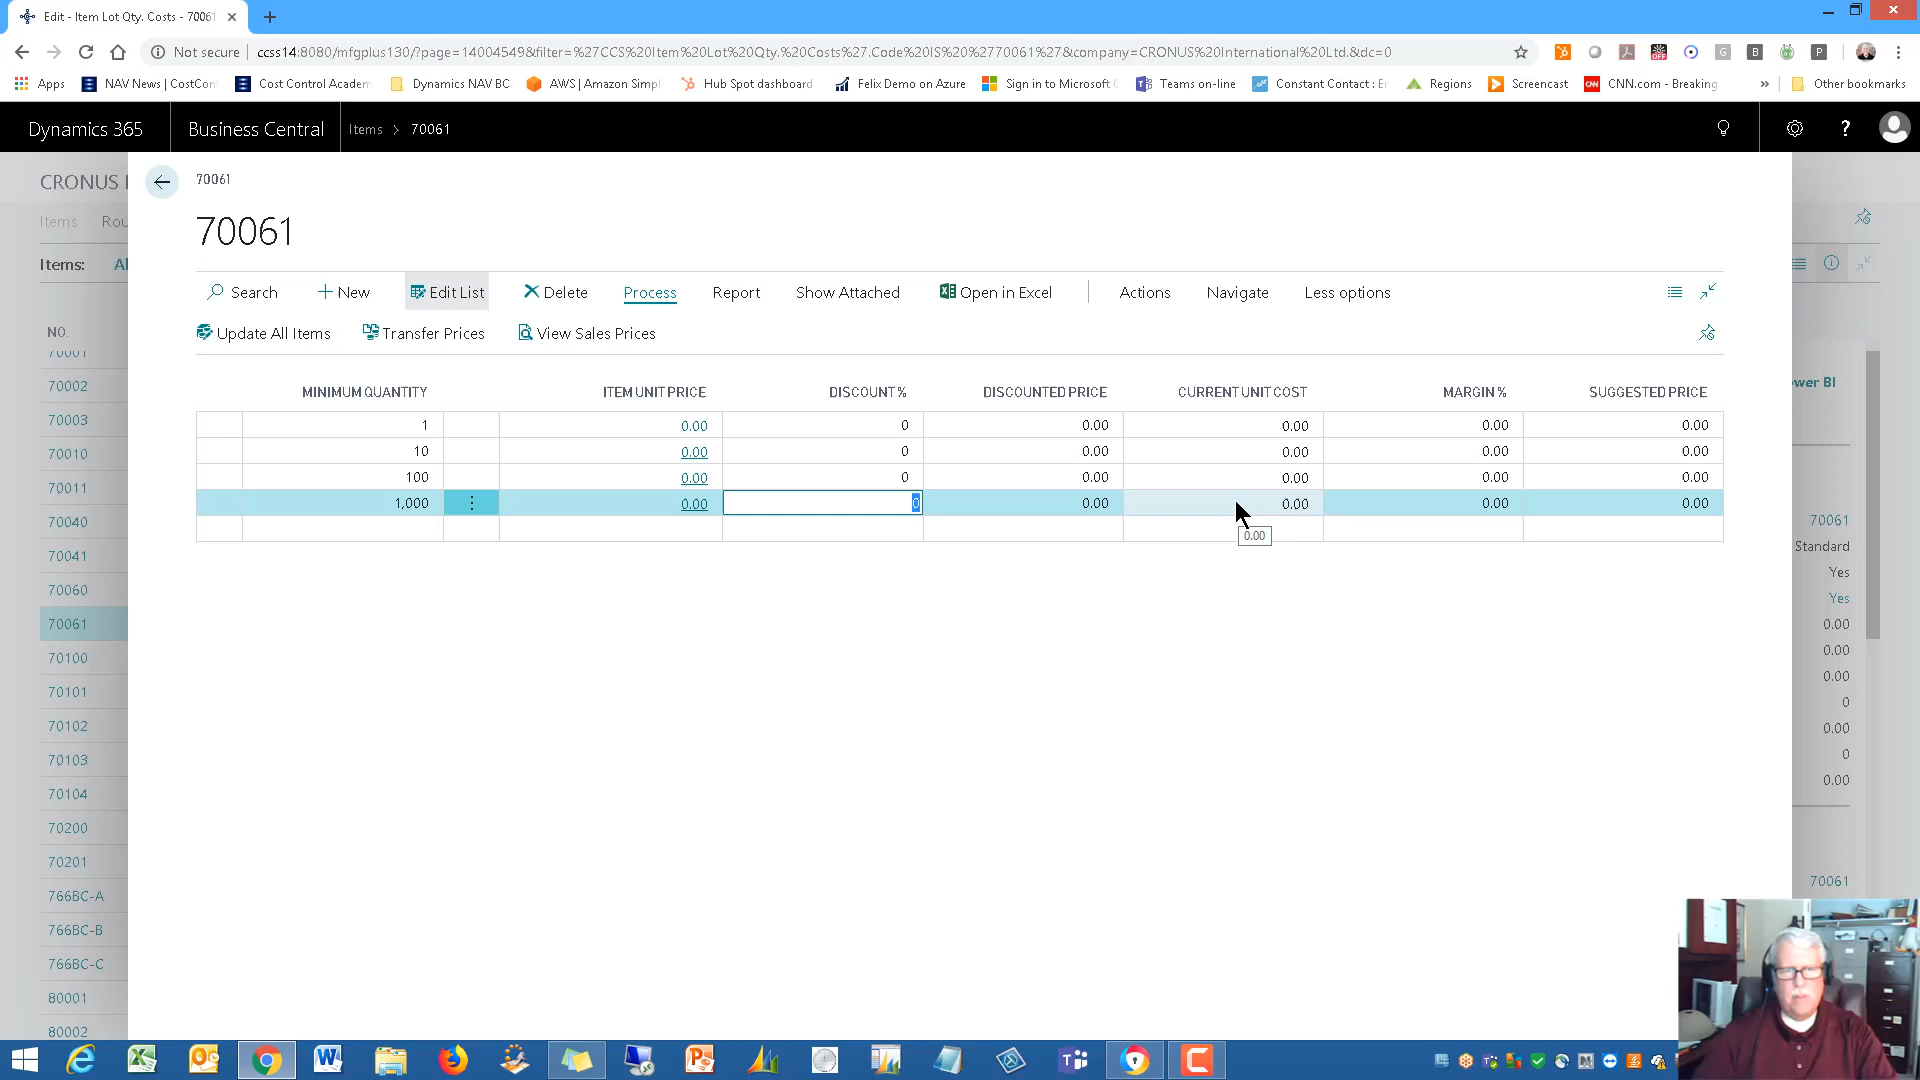 Edit - Item Lot Qty. Costs - 70061
Not secure
ccss14:8080/mfgplus130/?page=14004549&filter=%27CCS%20Item%20Lot%20Qty.%20Costs%27.Code%20IS%20%2770061%27&company=CRONUS%20International%20Ltd.&dc=0
Apps
NAV News | CostCont
Cost Control Academ
Dynamics NAV BC
AWS | Amazon Simpl
Hub Spot dashboard
Felix Demo on Azure
Sign in to Microsoft
Teams on-line
Constant Contact : Er
Regions
Screencast
CNN.com - Breaking
»
Other bookmarks
Dynamics 365
Business Central
Items > 70061
?
CRONUS I
Items
Rou
Items:
Al
NO.
70001
70002
70003
70010
70011
70040
70041
70060
70061
70100
70101
70102
70103
70104
70200
70201
766BC-A
766BC-B
766BC-C
80001
80002
70061
70061
Search
New
Edit List
Delete
Process
Report
Show Attached
Open in Excel
Actions
Navigate
Less options
Update All Items
Transfer Prices
View Sales Prices
MINIMUM QUANTITY ITEM UNIT PRICE DISCOUNT % DISCOUNTED PRICE CURRENT UNIT COST MARGIN % SUGGESTED PRICE
1 0.00 0 0.00 0.00 0.00 0.00
10 0.00 0 0.00 0.00 0.00 0.00
100 0.00 0 0.00 0.00 0.00 0.00
1,000 0.00 0 0.00 0.00 0.00 0.00
0.00
ower BI
70061
Standard
Yes
Yes
0.00
0.00
0.00
0
0.00
0
0.00
70061